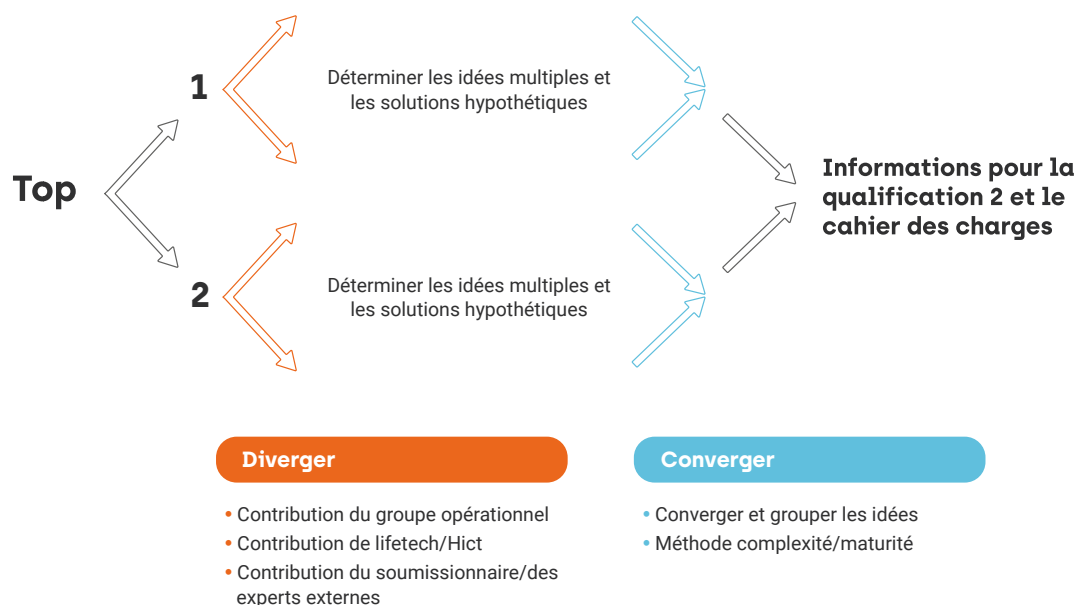 Top
1
Déterminer les idées multiples et
les solutions hypothétiques
2
Déterminer les idées multiples et
les solutions hypothétiques
Informations pour la
qualification 2 et le
cahier des charges
Diverger
• Contribution du groupe opérationnel
• Contribution de lifetech/Hict
• Contribution du soumissionnaire/des
experts externes
Converger
• Converger et grouper les idées
• Méthode complexité/maturité